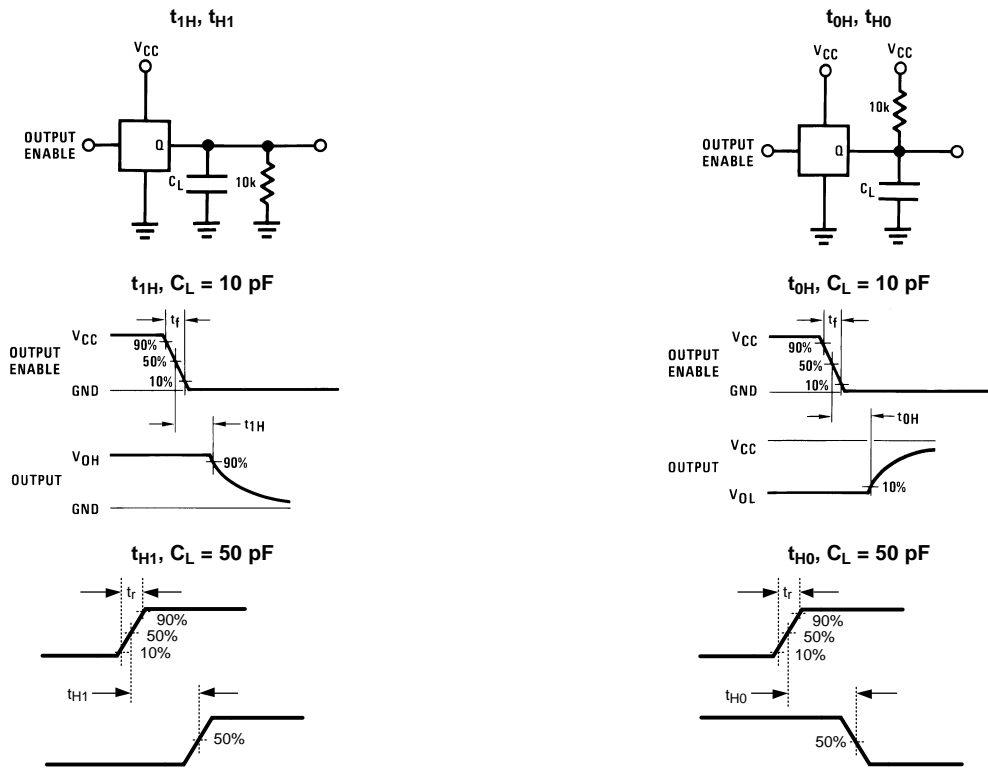 t1H, tH1
VCC
OUTPUT
ENABLE
Q
CL
10k
t0H, tH0
VCC
VCC
10k
OUTPUT
ENABLE
Q
CL
t1H, CL = 10 pF
tf
VCC
90%
OUTPUT
ENABLE
50%
10%
GND
t1H
VOH
90%
OUTPUT
GND
t0H, CL = 10 pF
tf
VCC
90%
OUTPUT
ENABLE
50%
10%
GND
t0H
VCC
OUTPUT
10%
VOL
tH1, CL = 50 pF
tr
90%
50%
10%
tH1
50%
tH0, CL = 50 pF
tr
90%
50%
10%
tH0
50%